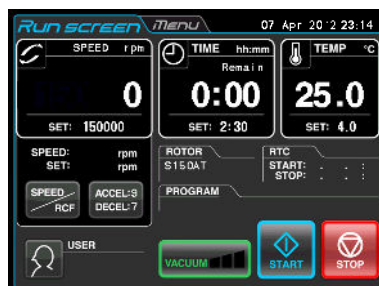 Run screen Menu 07 Apr 2012 23:14
SPEED rpm TIME hh:mm TEMP °C
Remain
0 0:00 25.0
SET: 150000 SET: 2:30 SET: 4.0
SPEED: rpm ROTOR RTC
SET: rpm S150AT START: : :
STOP: : :
SPEED ACCEL:9 PROGRAM
RCF DECEL:7
USER
VACUUM START STOP